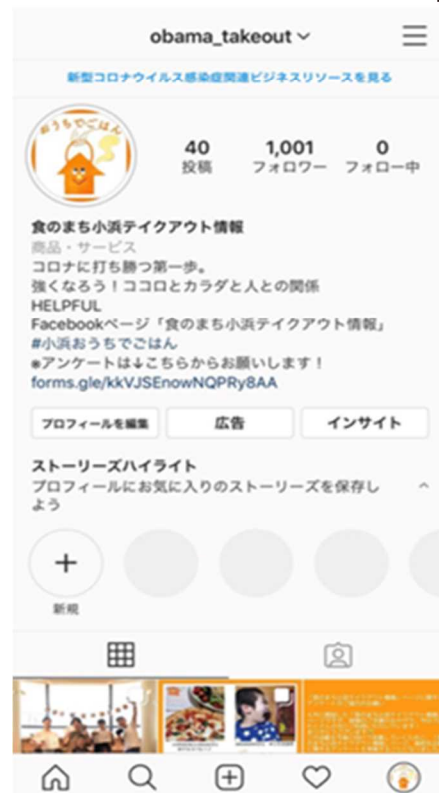 obama_takeout
新型コロナウイルス感染症関連ビジネスリソースを見る
おうちでごはん
40 1,001 0
投稿 フォロワー フォロー中
食のまち小浜テイクアウト情報
商品・サービス
コロナに打ち勝つ第一歩。
強くなろう！ココロとカラダと人との関係
HELPFUL
Facebookページ「食のまち小浜テイクアウト情報」
#小浜おうちでごはん
※アンケートは↓こちらからお願いします！
forms.gle/kkVJSEnowNQPRy8AA
プロフィールを編集 広告 インサイト
ストーリーズハイライト
プロフィールにお気に入りのストーリーズを保存し
よう
新規